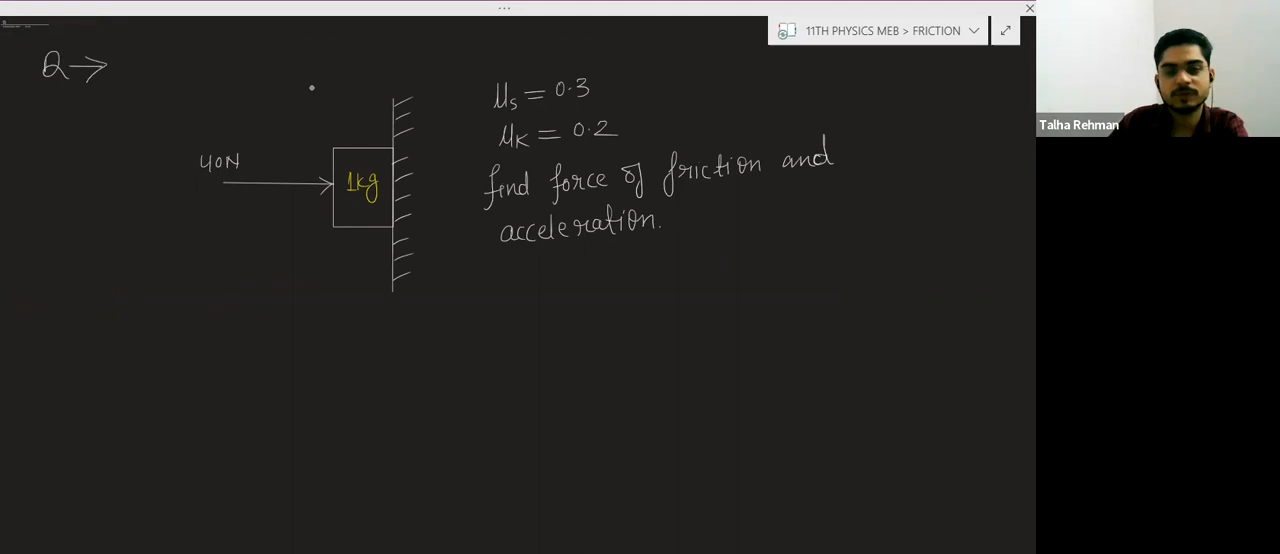 11TH PHYSICS MEB > FRICTION
Q→
μs = 0.3
μK = 0.2
find force of friction and
acceleration.
40N
1kg
Talha Rehman